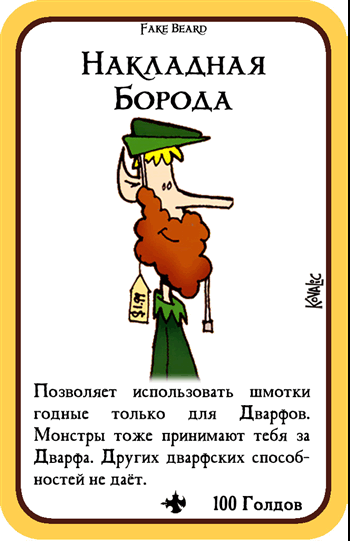 Fake Beard
Накладная
Борода
$1.99
Kovalic
Позволяет использовать шмотки
годные только для Дварфов.
Монстры тоже принимают тебя за
Дварфа. Других дварфских способ-
ностей не даёт.
100 Голдов